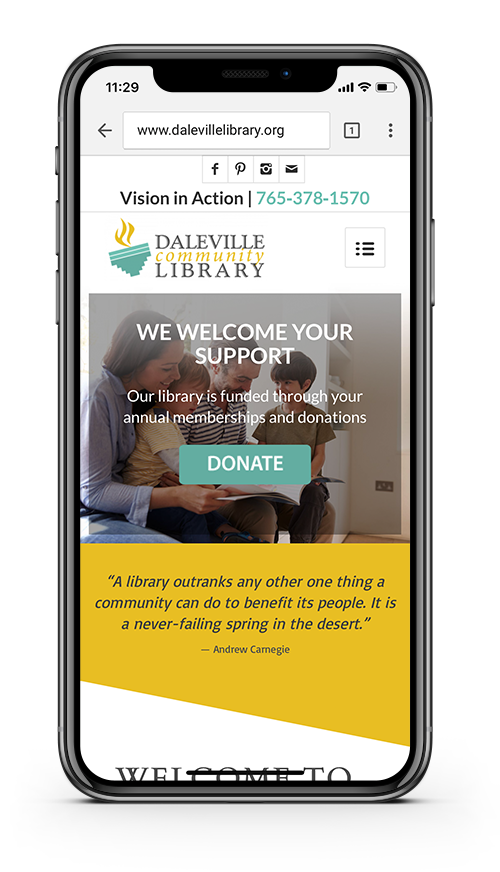 11:29
www.dalevillelibrary.org
1
Vision in Action | 765-378-1570
DALEVILLE
community
LIBRARY
WE WELCOME YOUR
SUPPORT
Our library is funded through your
annual memberships and donations
DONATE
“A library outranks any other one thing a
community can do to benefit its people. It is
a never-failing spring in the desert.”
— Andrew Carnegie
WELCOME TO